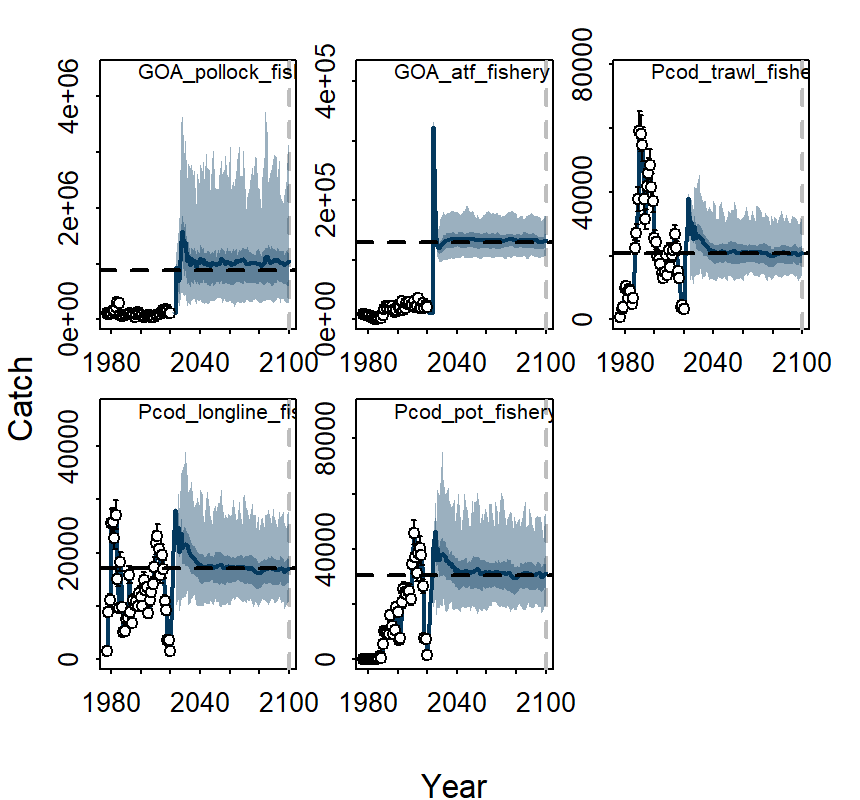 GOA_pollock_fis
GOA_atf_fishery
Pcod_trawl_fishe
0e+00 2e+06 4e+06
0e+00 2e+05 4e+05
0 40000 80000
1980 2040 2100
1980 2040 2100
1980 2040 2100
Catch
Pcod_longline_fis
Pcod_pot_fishery
0 20000 40000
0 40000 80000
1980 2040 2100
1980 2040 2100
Year